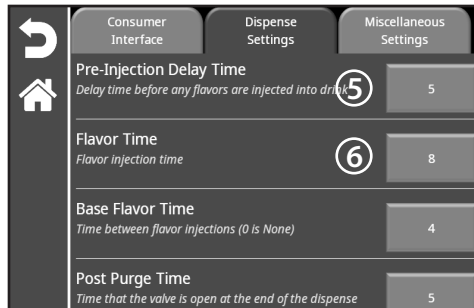 Consumer
Interface
Dispense
Settings
Miscellaneous
Settings
Pre-Injection Delay Time
Delay time before any flavors are injected into drink
5
5
Flavor Time
Flavor injection time
6
8
Base Flavor Time
Time between flavor injections (0 is None)
4
Post Purge Time
Time that the valve is open at the end of the dispense
5